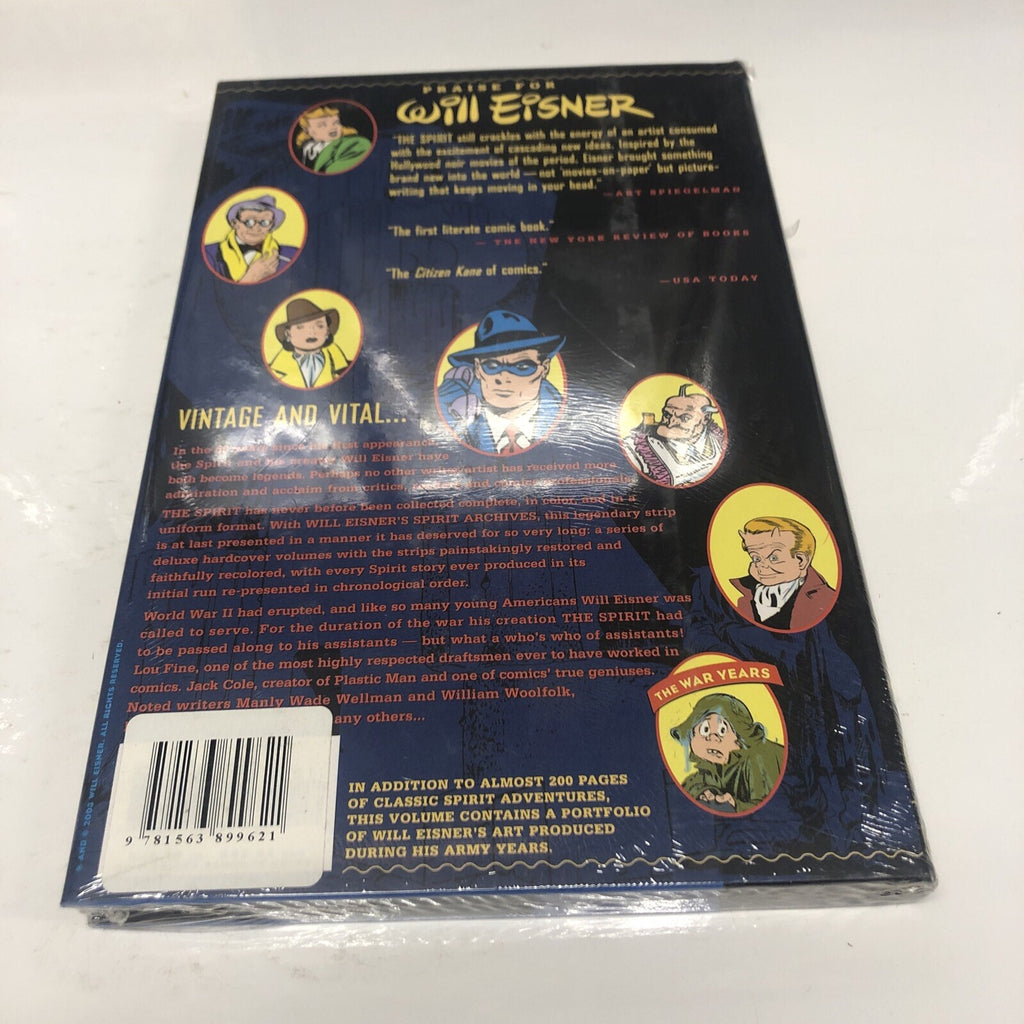 PRAISE FOR
Will EiSNER
"THE SPIRIT still crackles with the energy of an artist consumed
with the excitement of cascading new ideas. Inspired by the
Hollywood noir movies of the period, Eisner brought something
brand new into the world — not 'movies-on-paper' but picture-
writing that keeps moving in your head."
—ART SPIEGELMAN
"The first literate comic book."
— THE NEW YORK REVIEW OF BOOKS
"The Citizen Kane of comics."
—USA TODAY
VINTAGE AND VITAL...
In the since his first appearance,
the Spirit and his creator Will Eisner have
both become legends. Perhaps no other writer/artist has received more
admiration and acclaim from critics, and comics professionals.
THE SPIRIT has never before been collected complete, in color, and in a
uniform format. With WILL EISNER'S SPIRIT ARCHIVES, this legendary strip
is at last presented in a manner it has deserved for so very long: a series of
deluxe hardcover volumes with the strips painstakingly restored and
faithfully recolored, with every Spirit story ever produced in its
initial run re-presented in chronological order.
World War II had erupted, and like so many young Americans Will Eisner was
called to serve. For the duration of the war his creation THE SPIRIT had
to be passed along to his assistants — but what a who's who of assistants!
Lou Fine, one of the most highly respected draftsmen ever to have worked in
comics. Jack Cole, creator of Plastic Man and one of comics' true geniuses.
Noted writers Manly Wade Wellman and William Woolfolk,
any others...
THE WAR YEARS
IN ADDITION TO ALMOST 200 PAGES
OF CLASSIC SPIRIT ADVENTURES,
THIS VOLUME CONTAINS A PORTFOLIO
OF WILL EISNER'S ART PRODUCED
DURING HIS ARMY YEARS.
9 781563 899621
AND © 2003 WILL EISNER. ALL RIGHTS RESERVED.